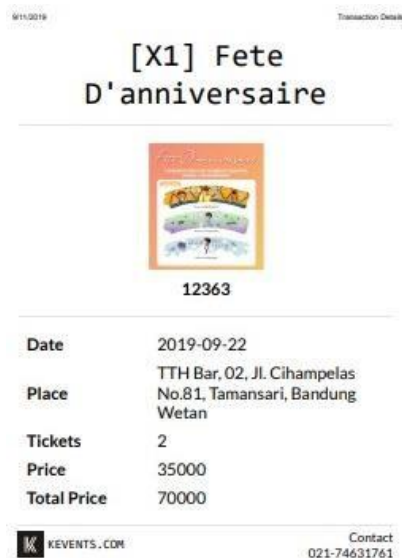 9/11/2019 Transaction Details
[X1] Fete
D'anniversaire
12363
Date 2019-09-22
TTH Bar, 02, Jl. Cihampelas
Place No.81, Tamansari, Bandung
Wetan
Tickets 2
Price 35000
Total Price 70000
KEVENTS.COM Contact
021-74631761